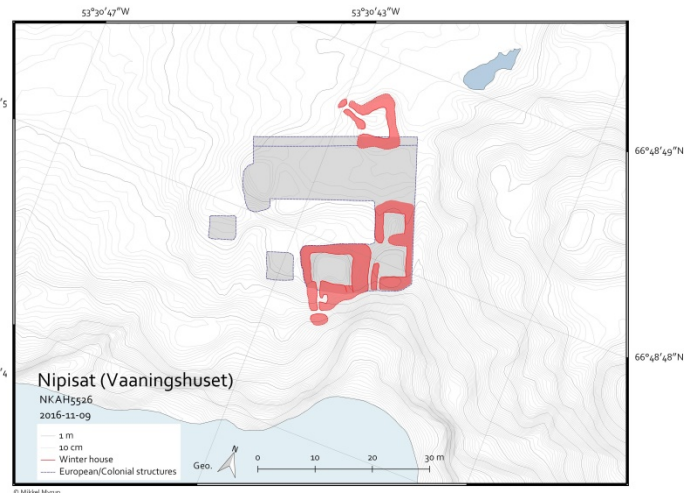 53°30'47"W
53°30'43"W
66°48'49"N
66°48'48"N
Nipisat (Vaaningshuset)
NKAH5526
2016-11-09
1 m
10 cm
Winter house
European/Colonial structures
Geo.
N
0 10 20 30 m
© Mikkel Myrup